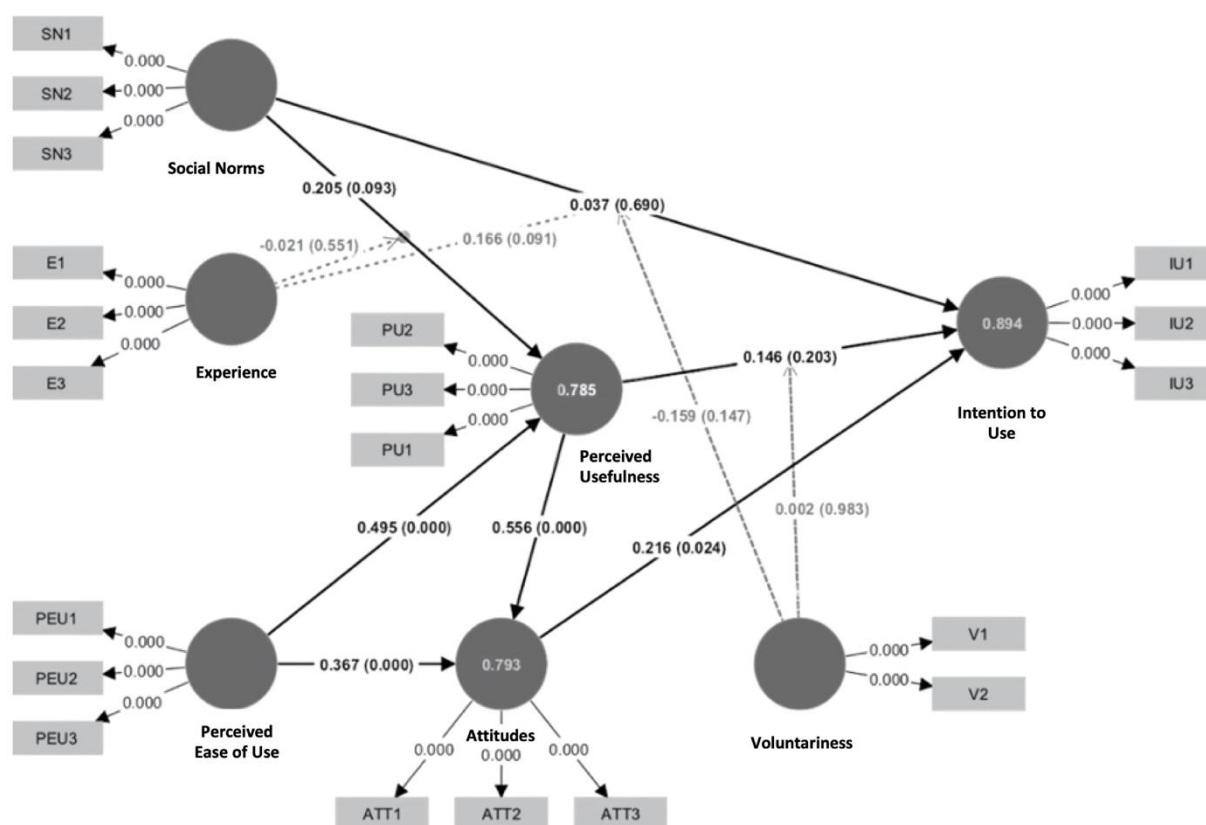 SN1
0.000
SN2
0.000
0.000
SN3
Social Norms
0.205 (0.093)
0.037 (0.690)
-0.021 (0.551)
0.166 (0.091)
E1
0.000
E2
0.000
0.000
E3
Experience
PU2
0.000
PU3
0.000
0.000
PU1
0.785
Perceived
Usefulness
0.146 (0.203)
0.894
IU1
0.000
IU2
0.000
0.000
IU3
Intention to
Use
-0.159 (0.147)
0.002 (0.983)
0.495 (0.000)
0.556 (0.000)
0.216 (0.024)
PEU1
0.000
PEU2
0.000
0.000
PEU3
Perceived
Ease of Use
0.367 (0.000)
0.793
Attitudes
0.000
0.000
0.000
ATT1
ATT2
ATT3
Voluntariness
0.000
V1
0.000
V2